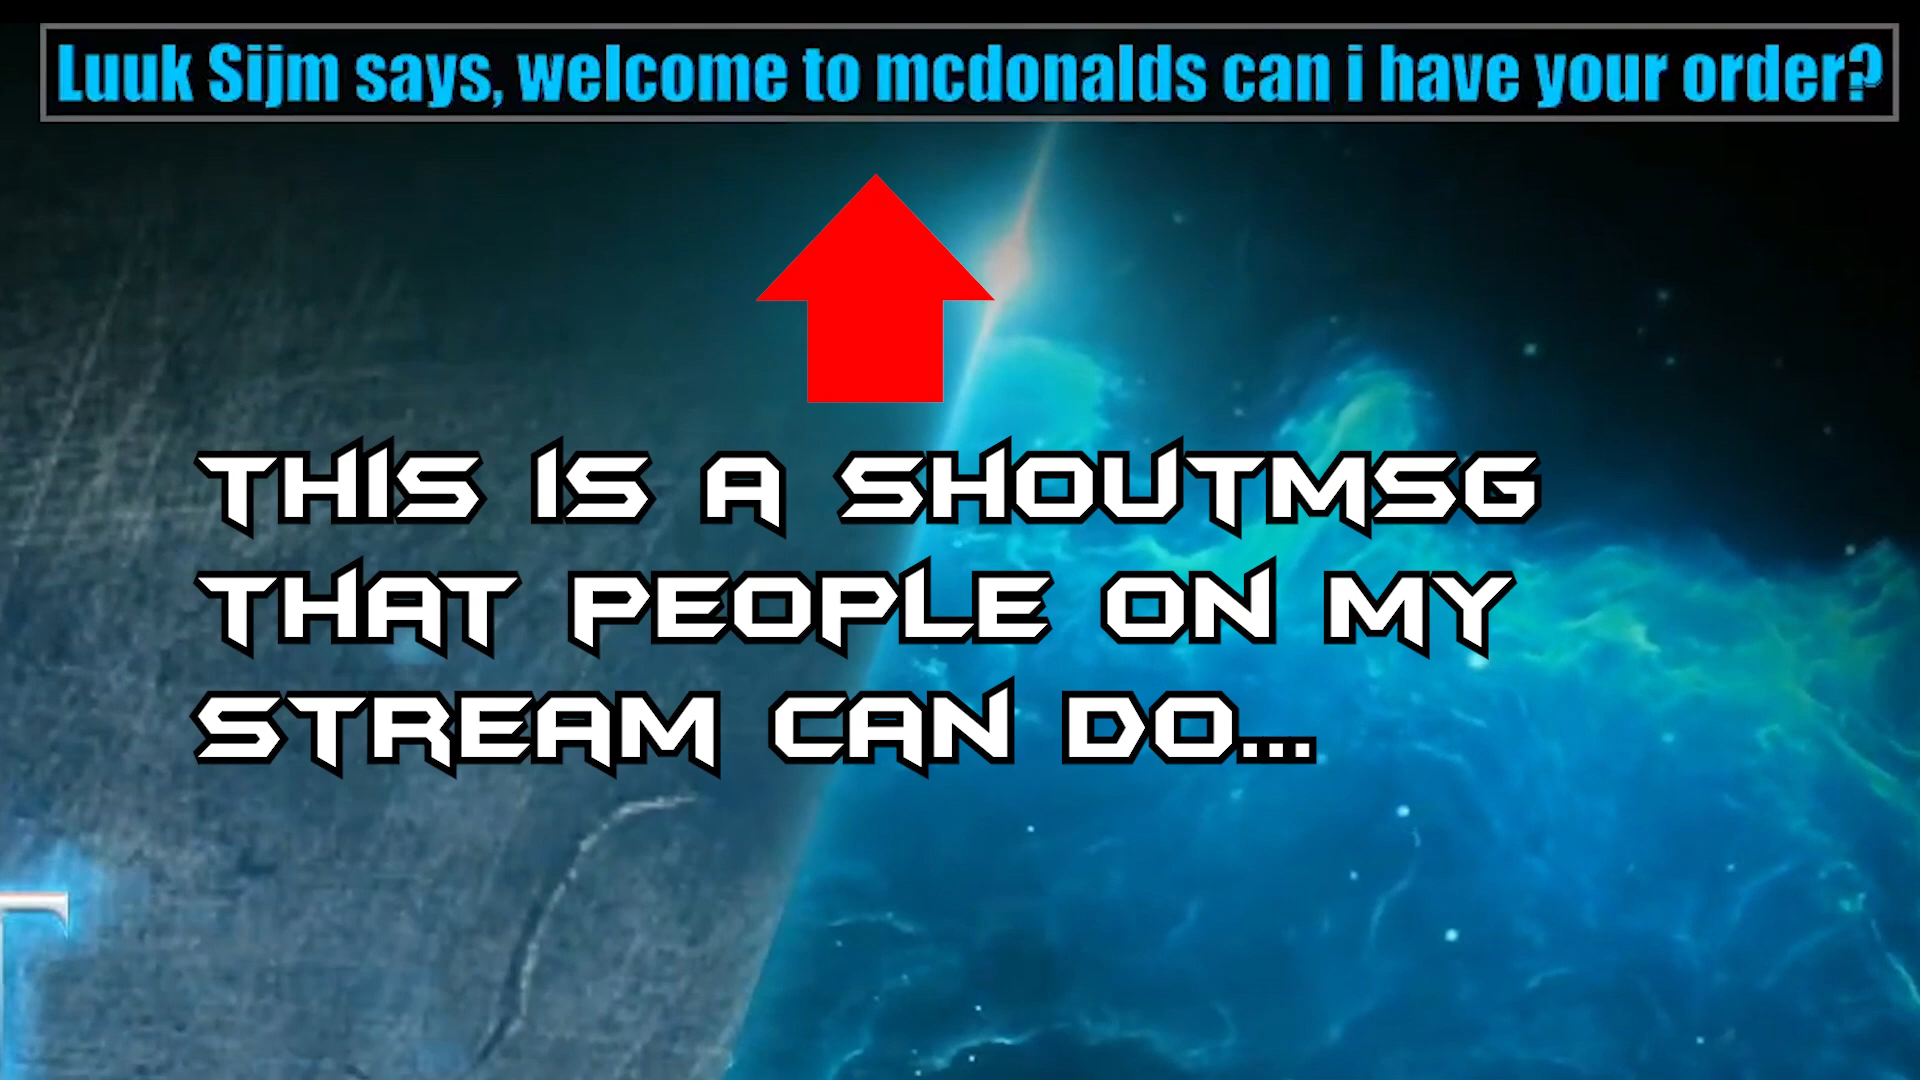 Luuk Sijm says, welcome to mcdonalds can i have your order?
THIS IS A SHOUTMSG
THAT PEOPLE ON MY
STREAM CAN DO...